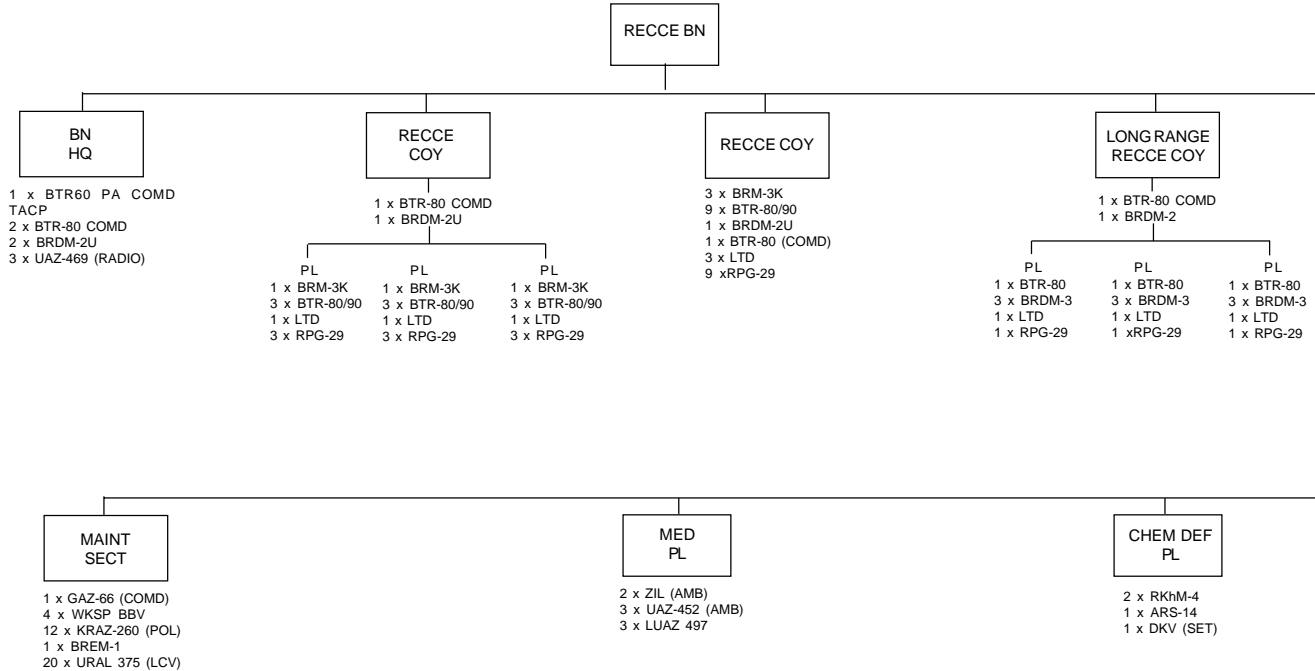 RECCE BN
BN
HQ
1 x BTR60 PA COMD
TACP
2 x BTR-80 COMD
2 x BRDM-2U
3 x UAZ-469 (RADIO)
RECCE
COY
1 x BTR-80 COMD
1 x BRDM-2U
PL
1 x BRM-3K
3 x BTR-80/90
1 x LTD
3 x RPG-29
PL
1 x BRM-3K
3 x BTR-80/90
1 x LTD
3 x RPG-29
PL
1 x BRM-3K
3 x BTR-80/90
1 x LTD
3 x RPG-29
RECCE COY
3 x BRM-3K
9 x BTR-80/90
1 x BRDM-2U
1 x BTR-80 (COMD)
3 x LTD
9 xRPG-29
LONG RANGE
RECCE COY
1 x BTR-80 COMD
1 x BRDM-2
PL
1 x BTR-80
3 x BRDM-3
1 x LTD
1 x RPG-29
PL
1 x BTR-80
3 x BRDM-3
1 x LTD
1 xRPG-29
PL
1 x BTR-80
3 x BRDM-3
1 x LTD
1 x RPG-29
MAINT
SECT
1 x GAZ-66 (COMD)
4 x WKSP BBV
12 x KRAZ-260 (POL)
1 x BREM-1
20 x URAL 375 (LCV)
MED
PL
2 x ZIL (AMB)
3 x UAZ-452 (AMB)
3 x LUAZ 497
CHEM DEF
PL
2 x RKhM-4
1 x ARS-14
1 x DKV (SET)